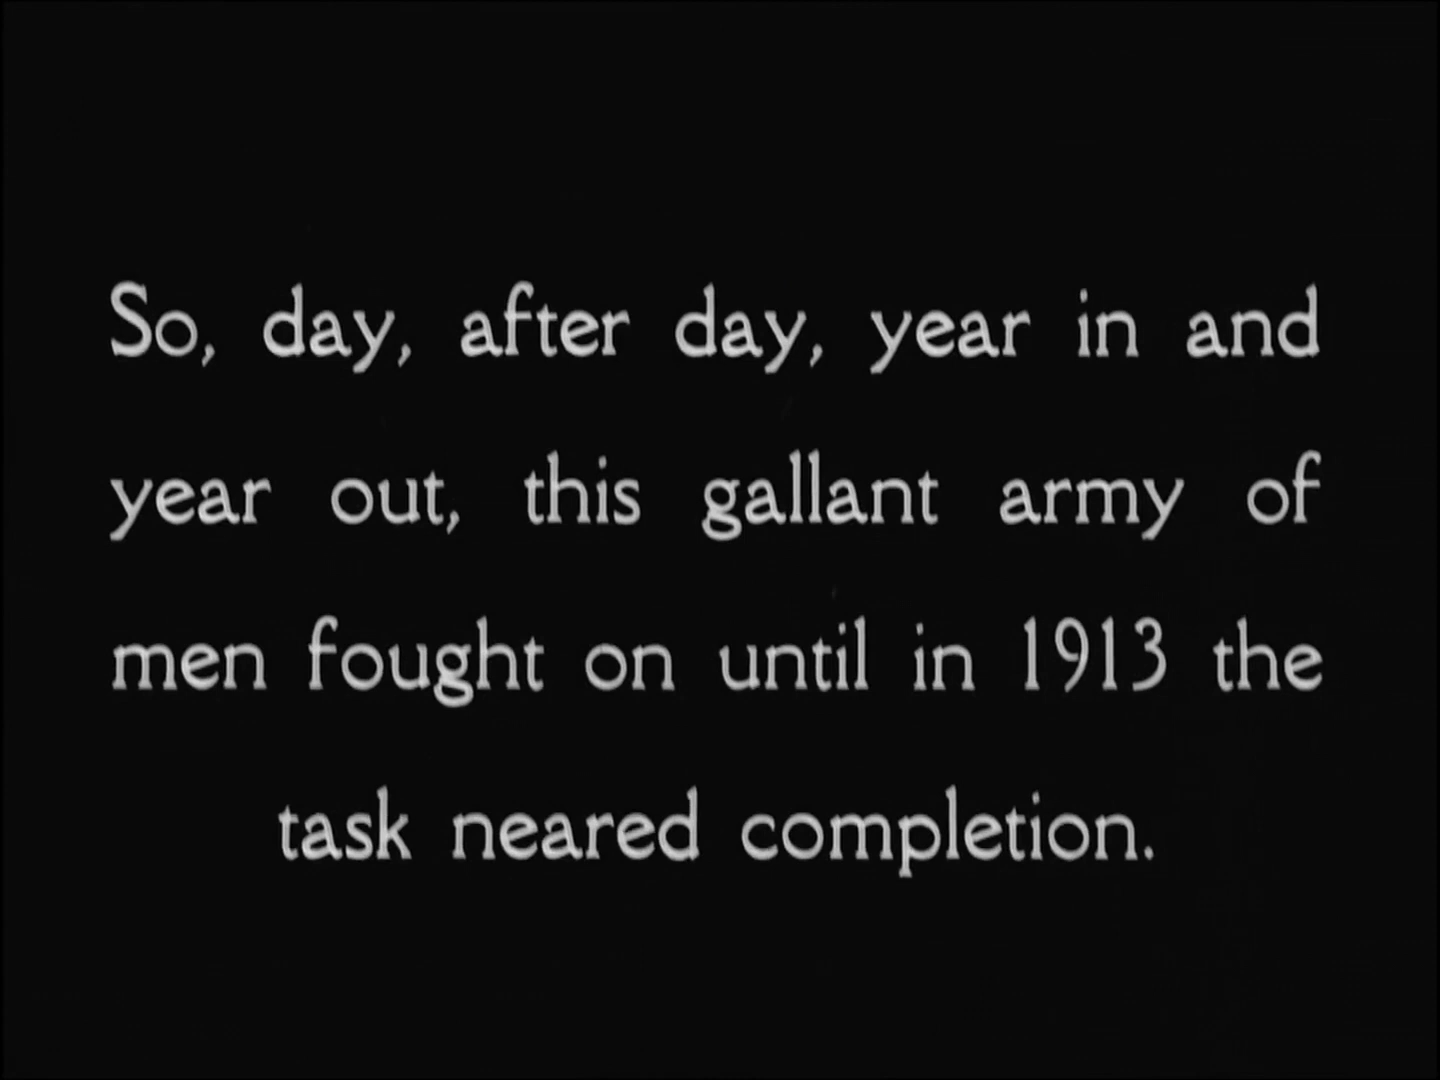 So, day, after day, year in and
year out, this gallant army of
men fought on until in 1913 the
task neared completion.